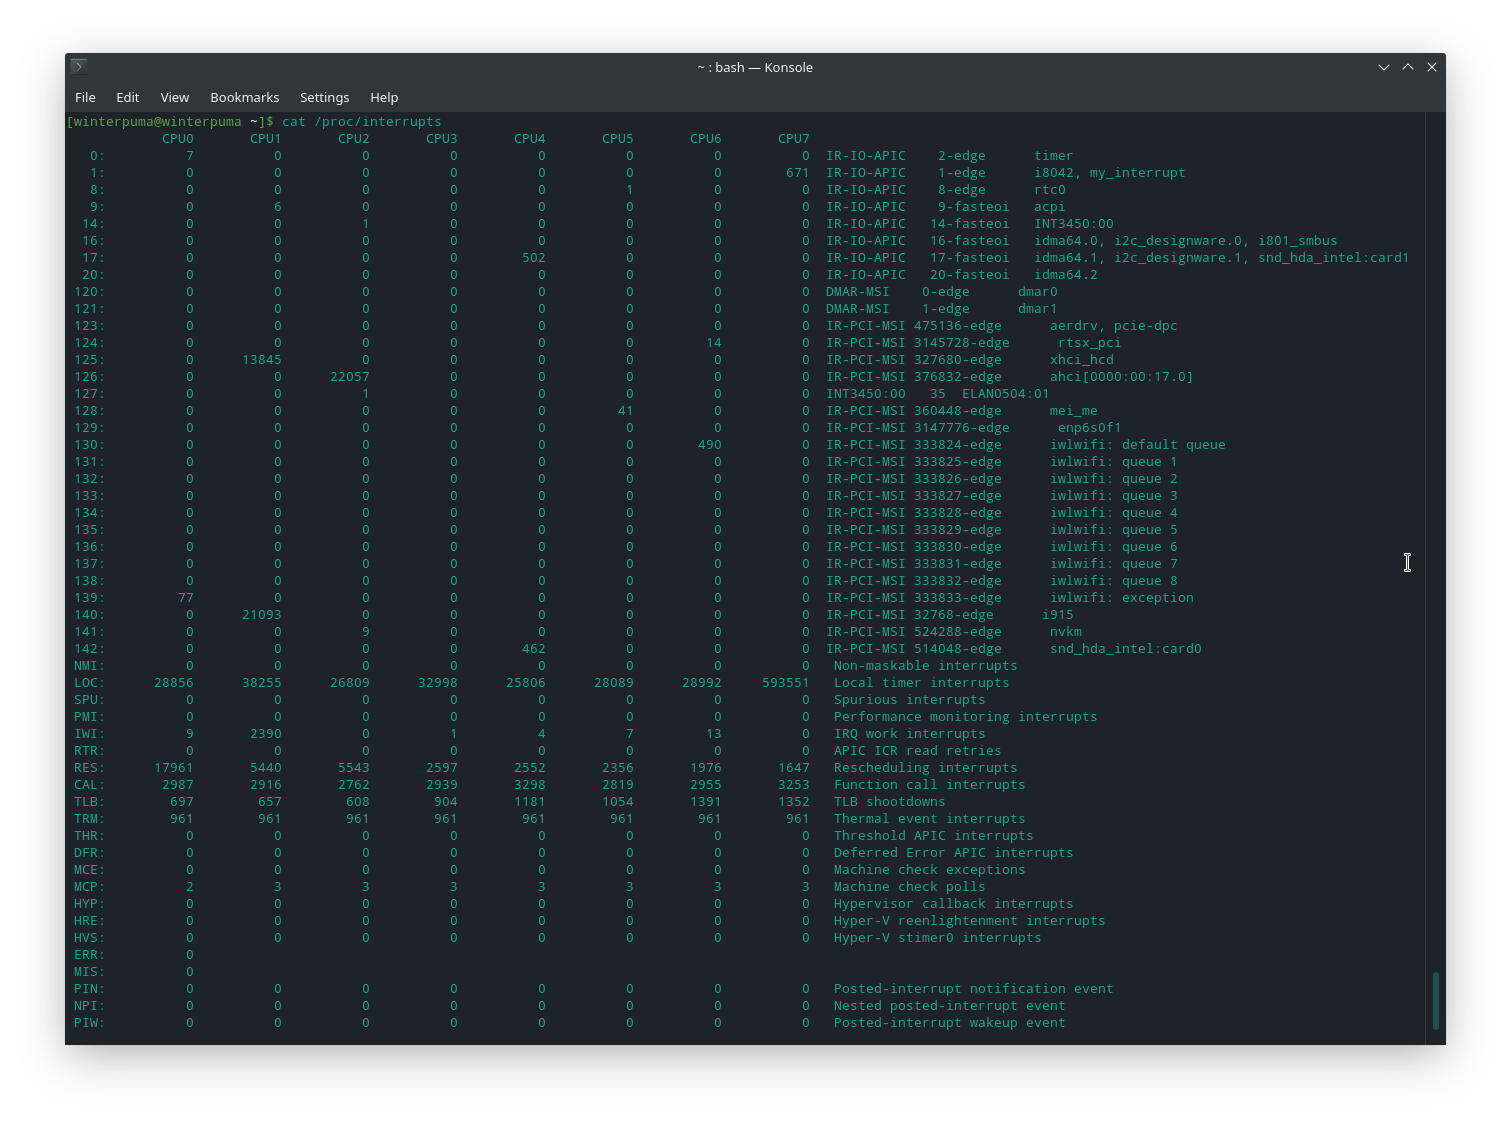 ~ : bash — Konsole
File Edit View Bookmarks Settings Help
[winterpuma@winterpuma ~]$ cat /proc/interrupts
CPU0 CPU1 CPU2 CPU3 CPU4 CPU5 CPU6 CPU7
0: 7 0 0 0 0 0 0 0 IR-IO-APIC 2-edge timer
1: 0 0 0 0 0 0 0 671 IR-IO-APIC 1-edge i8042, my_interrupt
8: 0 0 0 0 0 1 0 0 IR-IO-APIC 8-edge rtc0
9: 0 6 0 0 0 0 0 0 IR-IO-APIC 9-fasteoi acpi
14: 0 0 1 0 0 0 0 0 IR-IO-APIC 14-fasteoi INT3450:00
16: 0 0 0 0 0 0 0 0 IR-IO-APIC 16-fasteoi idma64.0, i2c_designware.0, i801_smbus
17: 0 0 0 0 502 0 0 0 IR-IO-APIC 17-fasteoi idma64.1, i2c_designware.1, snd_hda_intel:card1
20: 0 0 0 0 0 0 0 0 IR-IO-APIC 20-fasteoi idma64.2
120: 0 0 0 0 0 0 0 0 DMAR-MSI 0-edge dmar0
121: 0 0 0 0 0 0 0 0 DMAR-MSI 1-edge dmar1
123: 0 0 0 0 0 0 0 0 IR-PCI-MSI 475136-edge aerdrv, pcie-dpc
124: 0 0 0 0 0 0 14 0 IR-PCI-MSI 3145728-edge rtsx_pci
125: 0 13845 0 0 0 0 0 0 IR-PCI-MSI 327680-edge xhci_hcd
126: 0 0 22057 0 0 0 0 0 IR-PCI-MSI 376832-edge ahci[0000:00:17.0]
127: 0 0 1 0 0 0 0 0 INT3450:00 35 ELAN0504:01
128: 0 0 0 0 0 41 0 0 IR-PCI-MSI 360448-edge mei_me
129: 0 0 0 0 0 0 0 0 IR-PCI-MSI 3147776-edge enp6s0f1
130: 0 0 0 0 0 0 490 0 IR-PCI-MSI 333824-edge iwlwifi: default queue
131: 0 0 0 0 0 0 0 0 IR-PCI-MSI 333825-edge iwlwifi: queue 1
132: 0 0 0 0 0 0 0 0 IR-PCI-MSI 333826-edge iwlwifi: queue 2
133: 0 0 0 0 0 0 0 0 IR-PCI-MSI 333827-edge iwlwifi: queue 3
134: 0 0 0 0 0 0 0 0 IR-PCI-MSI 333828-edge iwlwifi: queue 4
135: 0 0 0 0 0 0 0 0 IR-PCI-MSI 333829-edge iwlwifi: queue 5
136: 0 0 0 0 0 0 0 0 IR-PCI-MSI 333830-edge iwlwifi: queue 6
137: 0 0 0 0 0 0 0 0 IR-PCI-MSI 333831-edge iwlwifi: queue 7
138: 0 0 0 0 0 0 0 0 IR-PCI-MSI 333832-edge iwlwifi: queue 8
139: 77 0 0 0 0 0 0 0 IR-PCI-MSI 333833-edge iwlwifi: exception
140: 0 21093 0 0 0 0 0 0 IR-PCI-MSI 32768-edge i915
141: 0 0 9 0 0 0 0 0 IR-PCI-MSI 524288-edge nvkm
142: 0 0 0 0 462 0 0 0 IR-PCI-MSI 514048-edge snd_hda_intel:card0
NMI: 0 0 0 0 0 0 0 0 Non-maskable interrupts
LOC: 28856 38255 26809 32998 25806 28089 28992 593551 Local timer interrupts
SPU: 0 0 0 0 0 0 0 0 Spurious interrupts
PMI: 0 0 0 0 0 0 0 0 Performance monitoring interrupts
IWI: 9 2390 0 1 4 7 13 0 IRQ work interrupts
RTR: 0 0 0 0 0 0 0 0 APIC ICR read retries
RES: 17961 5440 5543 2597 2552 2356 1976 1647 Rescheduling interrupts
CAL: 2987 2916 2762 2939 3298 2819 2955 3253 Function call interrupts
TLB: 697 657 608 904 1181 1054 1391 1352 TLB shootdowns
TRM: 961 961 961 961 961 961 961 961 Thermal event interrupts
THR: 0 0 0 0 0 0 0 0 Threshold APIC interrupts
DFR: 0 0 0 0 0 0 0 0 Deferred Error APIC interrupts
MCE: 0 0 0 0 0 0 0 0 Machine check exceptions
MCP: 2 3 3 3 3 3 3 3 Machine check polls
HYP: 0 0 0 0 0 0 0 0 Hypervisor callback interrupts
HRE: 0 0 0 0 0 0 0 0 Hyper-V reenlightenment interrupts
HVS: 0 0 0 0 0 0 0 0 Hyper-V stimer0 interrupts
ERR: 0
MIS: 0
PIN: 0 0 0 0 0 0 0 0 Posted-interrupt notification event
NPI: 0 0 0 0 0 0 0 0 Nested posted-interrupt event
PIW: 0 0 0 0 0 0 0 0 Posted-interrupt wakeup event